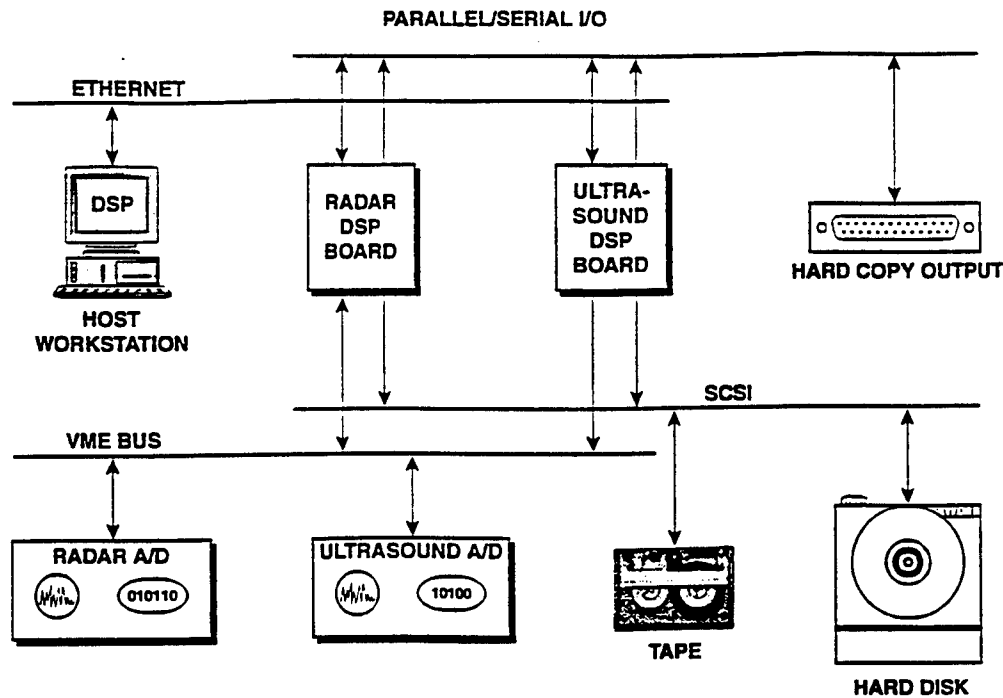 PARALLEL/SERIAL I/O
ETHERNET
DSP
HOST
WORKSTATION
RADAR
DSP
BOARD
ULTRA-
SOUND
DSP
BOARD
HARD COPY OUTPUT
SCSI
VME BUS
RADAR A/D
010110
ULTRASOUND A/D
10100
TAPE
HARD DISK